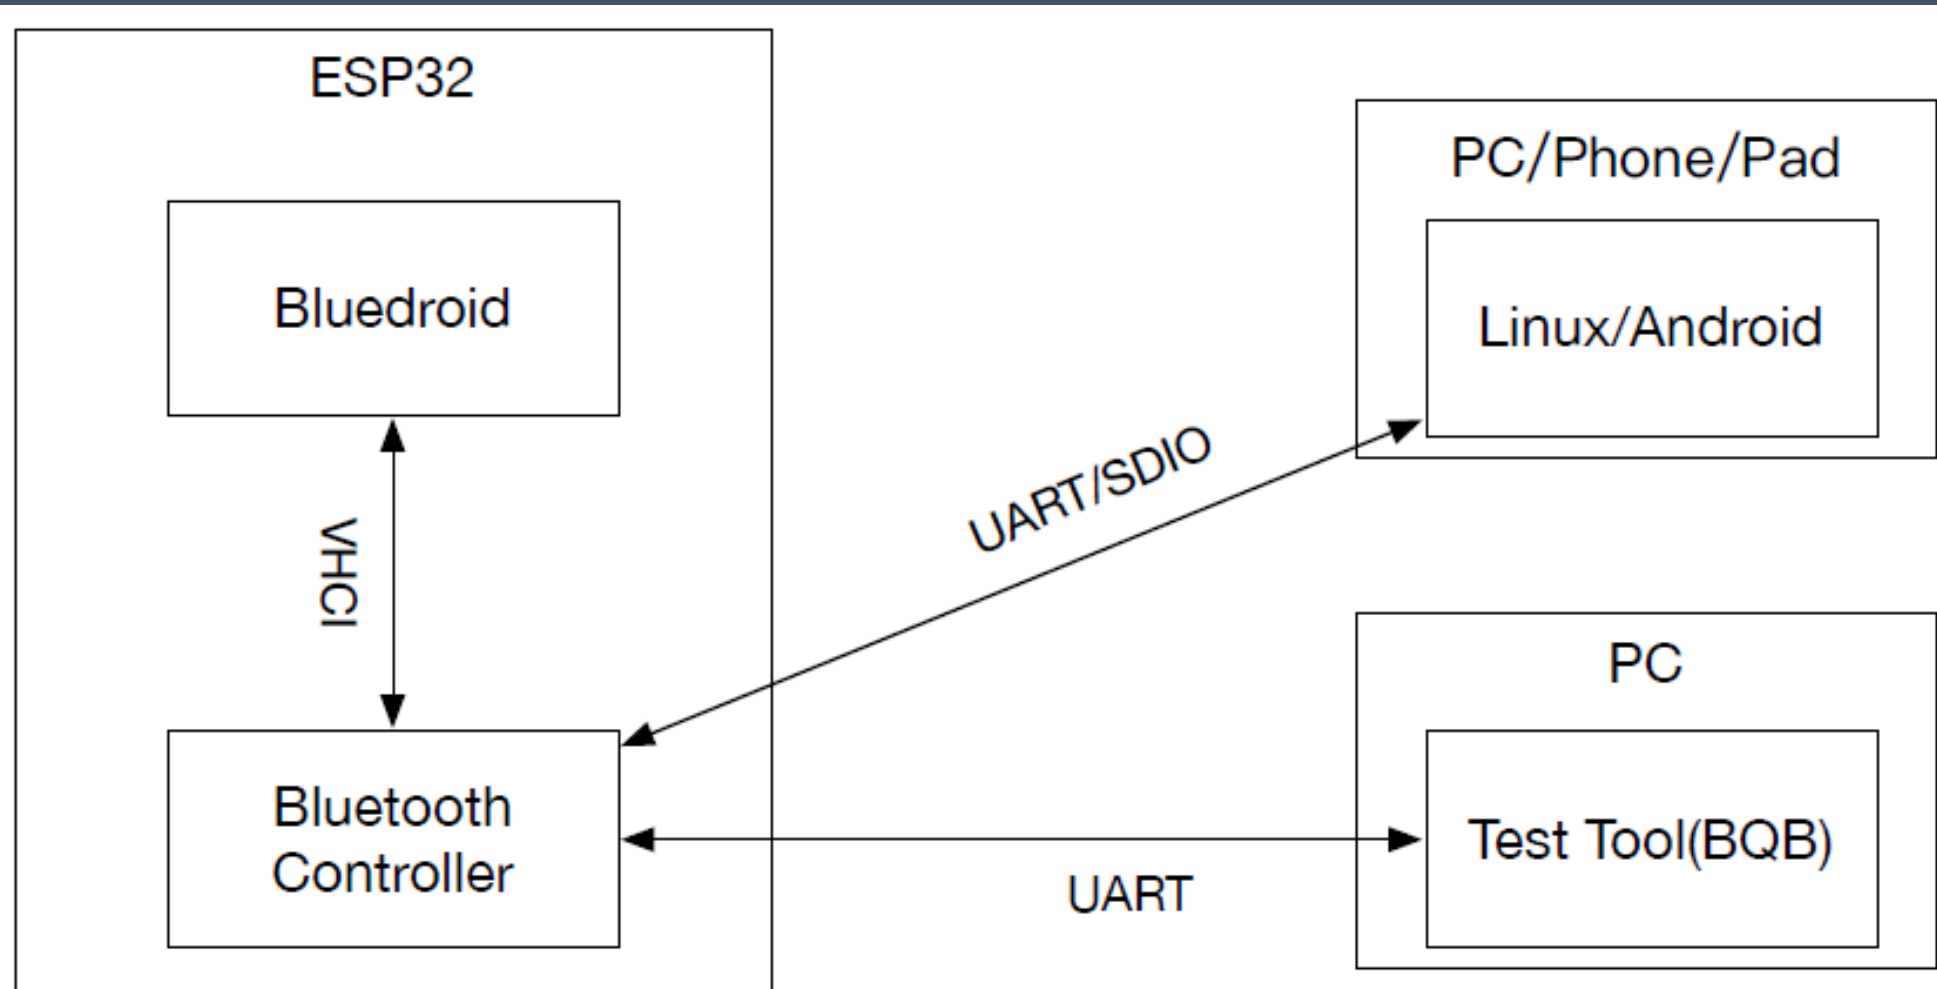 ESP32
Bluedroid
VHCI
Bluetooth
Controller
UART/SDIO
UART
PC/Phone/Pad
Linux/Android
PC
Test Tool(BQB)